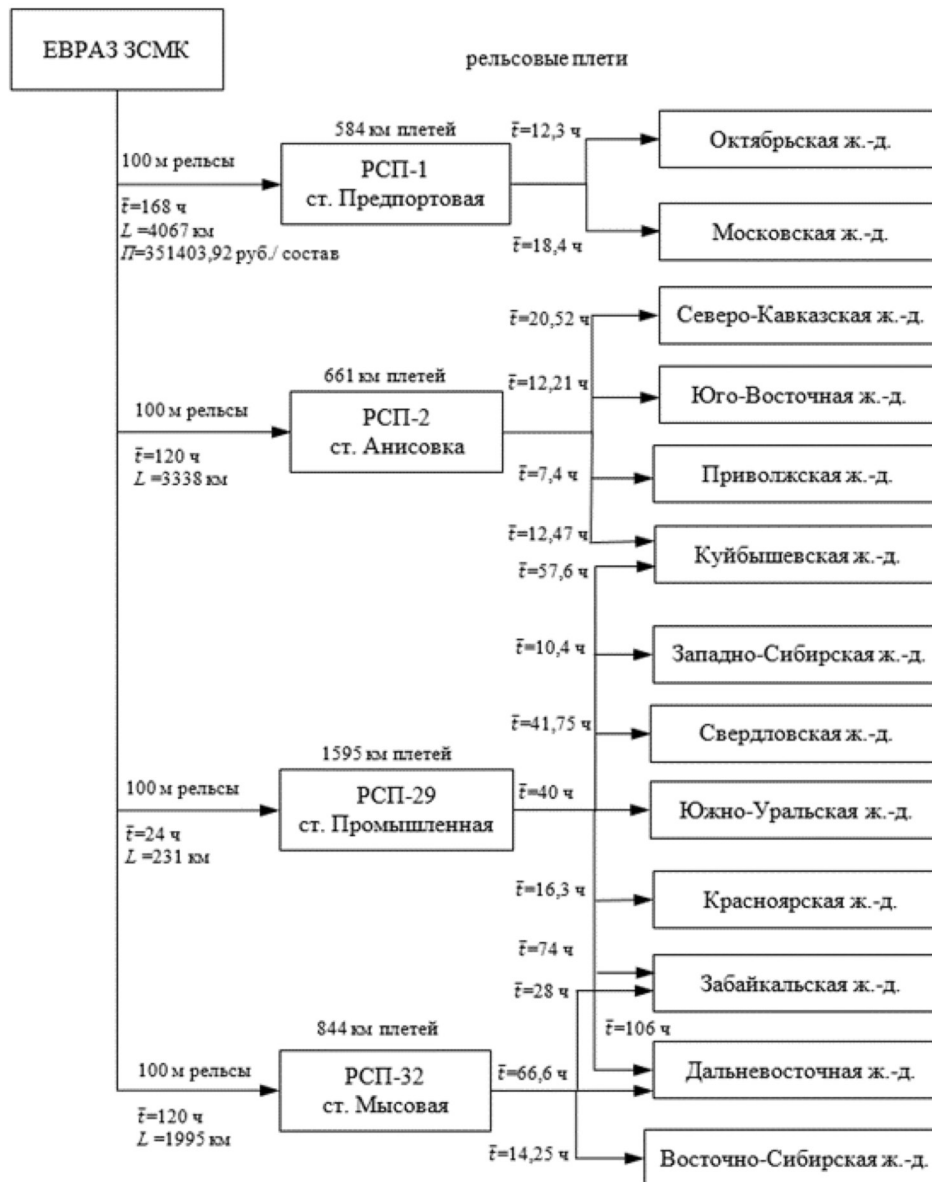 ЕВРАЗ ЗСМК
рельсовые плети
584 км плетей
t̄=12,3 ч
Октябрьская ж.-д.
100 м рельсы
РСП-1
ст. Предпортовая
t̄=168 ч
L=4067 км
П=351403,92 руб./ состав
t̄=18,4 ч
Московская ж.-д.
t̄=20,52 ч
Северо-Кавказская ж.-д.
661 км плетей
t̄=12,21 ч
Юго-Восточная ж.-д.
100 м рельсы
РСП-2
ст. Анисовка
t̄=120 ч
L=3338 км
t̄=7,4 ч
Приволжская ж.-д.
t̄=12,47 ч
t̄=57,6 ч
Куйбышевская ж.-д.
t̄=10,4 ч
Западно-Сибирская ж.-д.
t̄=41,75 ч
Свердловская ж.-д.
1595 км плетей
100 м рельсы
РСП-29
ст. Промышленная
t̄=40 ч
Южно-Уральская ж.-д.
t̄=24 ч
L=231 км
t̄=16,3 ч
Красноярская ж.-д.
t̄=74 ч
t̄=28 ч
Забайкальская ж.-д.
844 км плетей
t̄=106 ч
100 м рельсы
РСП-32
ст. Мысовая
t̄=66,6 ч
Дальневосточная ж.-д.
t̄=120 ч
L=1995 км
t̄=14,25 ч
Восточно-Сибирская ж.-д.